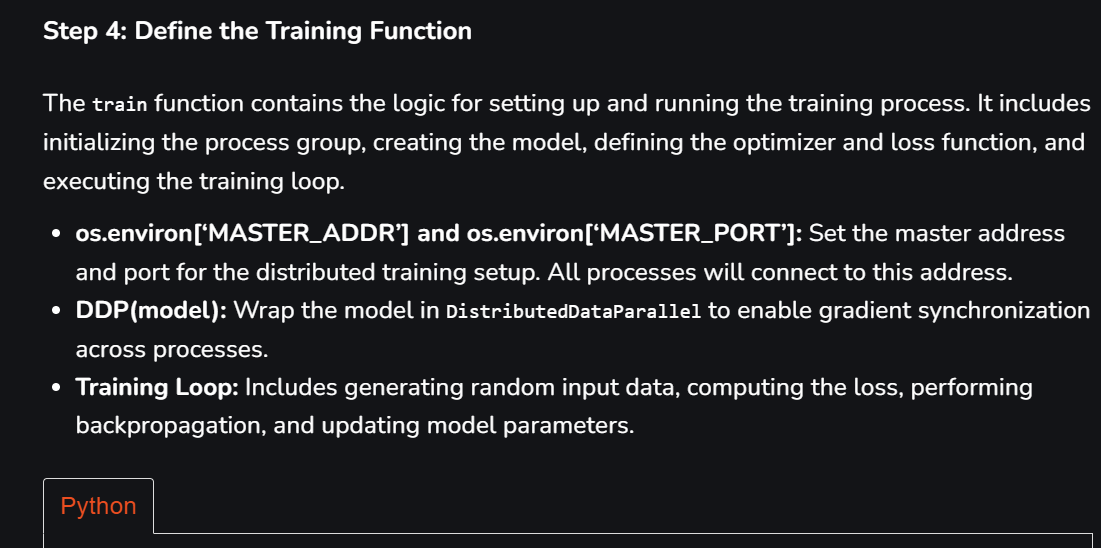 Step 4: Define the Training Function
The train function contains the logic for setting up and running the training process. It includes
initializing the process group, creating the model, defining the optimizer and loss function, and
executing the training loop.
• os.environ[‘MASTER_ADDR’] and os.environ[‘MASTER_PORT’]: Set the master address
and port for the distributed training setup. All processes will connect to this address.
• DDP(model): Wrap the model in DistributedDataParallel to enable gradient synchronization
across processes.
• Training Loop: Includes generating random input data, computing the loss, performing
backpropagation, and updating model parameters.
Python